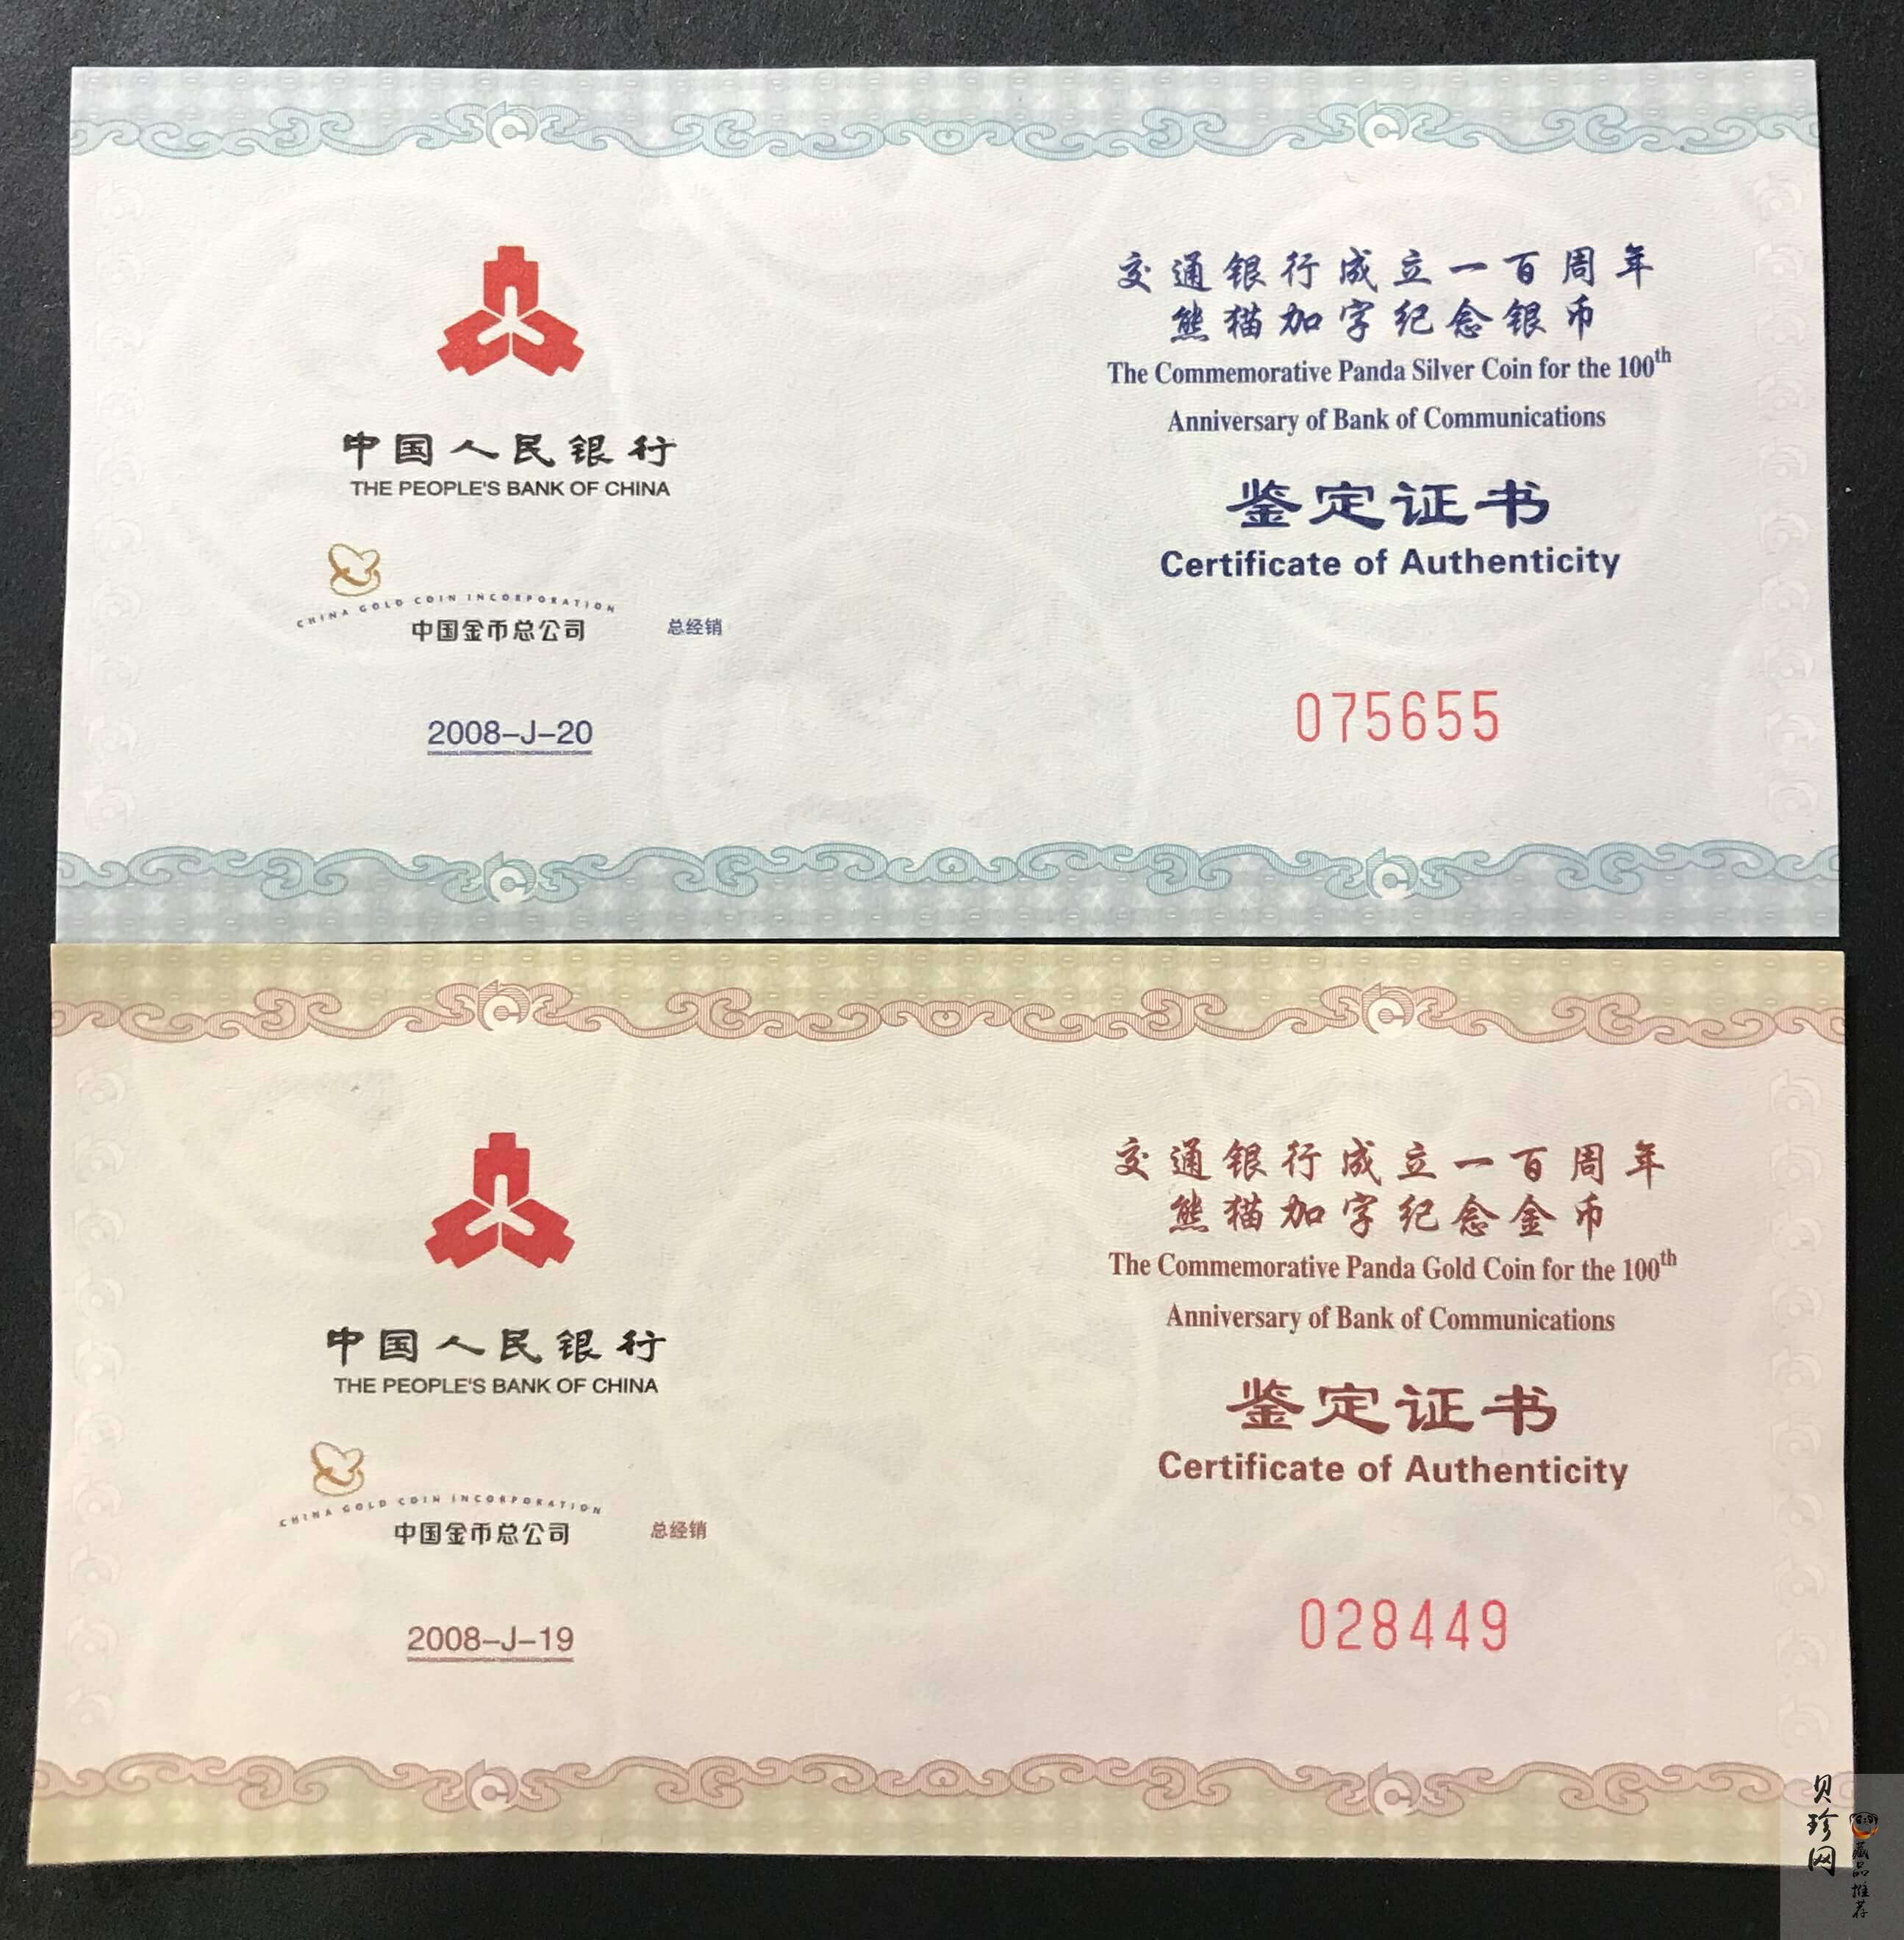 中国人民银行
THE PEOPLE'S BANK OF CHINA
CHINA GOLD COIN INCORPORATION
中国金币总公司 总经销
2008-J-20
交通银行成立一百周年
熊猫加字纪念银币
The Commemorative Panda Silver Coin for the 100th
Anniversary of Bank of Communications
鉴定证书
Certificate of Authenticity
075655
中国人民银行
THE PEOPLE'S BANK OF CHINA
CHINA GOLD COIN INCORPORATION
中国金币总公司 总经销
2008-J-19
交通银行成立一百周年
熊猫加字纪念金币
The Commemorative Panda Gold Coin for the 100th
Anniversary of Bank of Communications
鉴定证书
Certificate of Authenticity
028449
贝珍网
藏品推荐